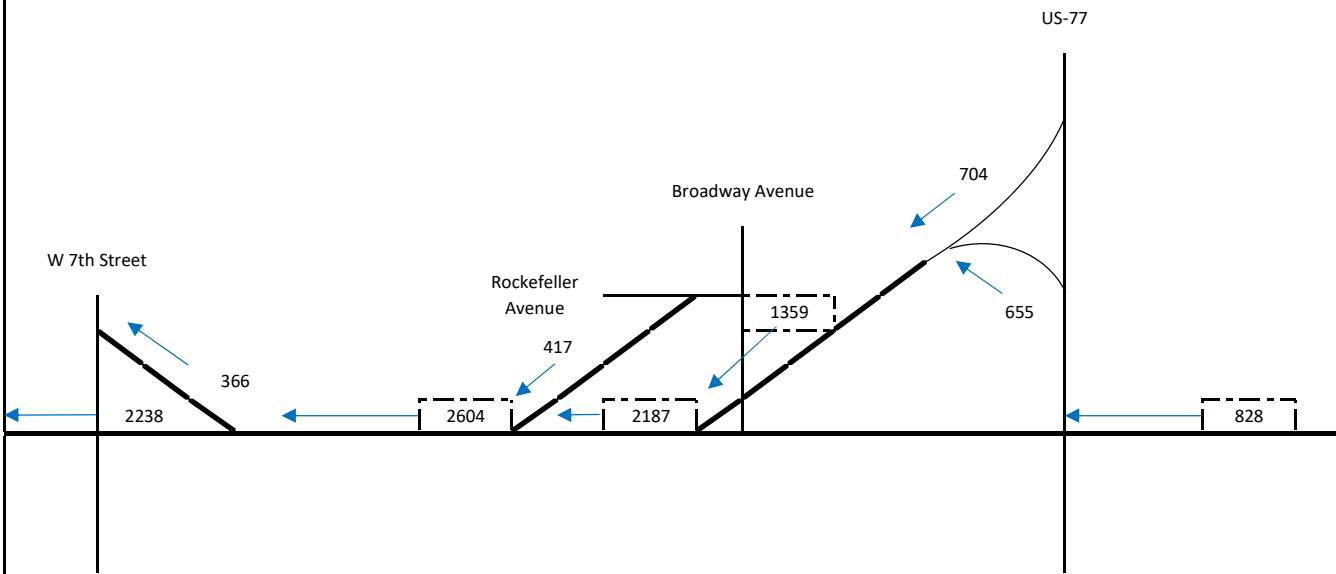 US-77
704
Broadway Avenue
W 7th Street
Rockefeller
Avenue
1359
655
417
366
2238
2604
2187
828